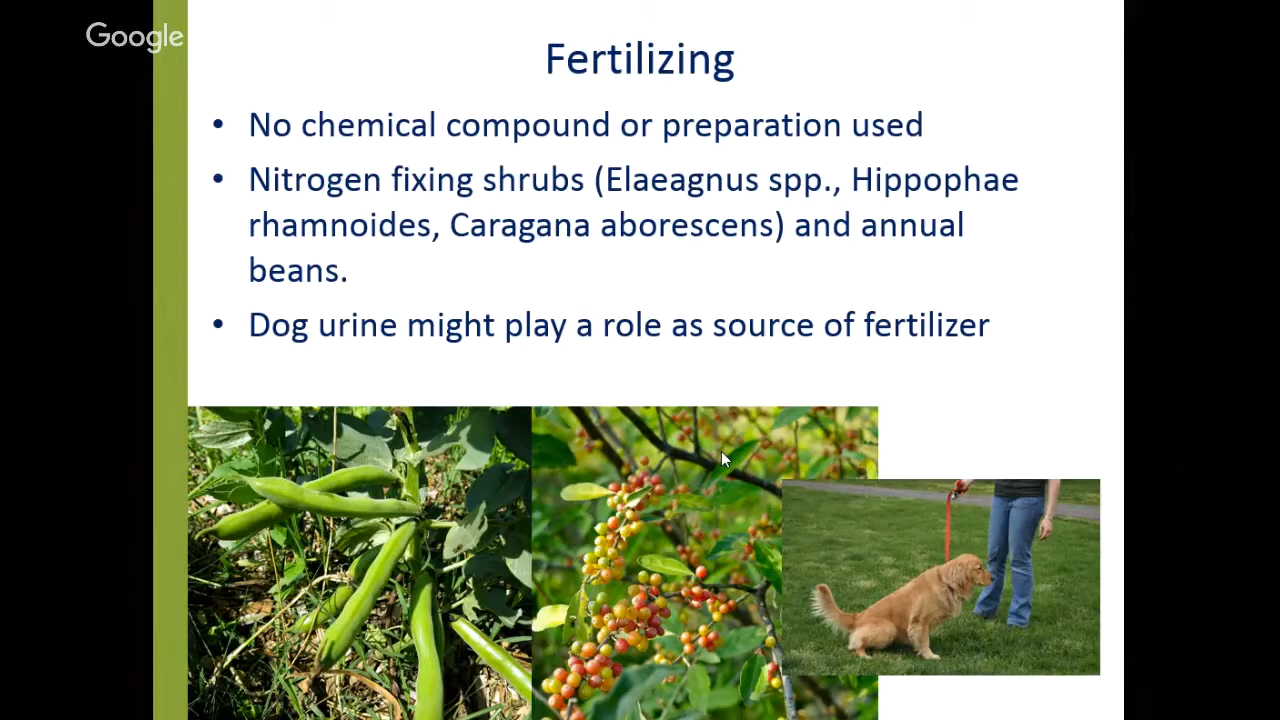 Google
Fertilizing
• No chemical compound or preparation used
• Nitrogen fixing shrubs (Elaeagnus spp., Hippophae
rhamnoides, Caragana aborescens) and annual
beans.
• Dog urine might play a role as source of fertilizer